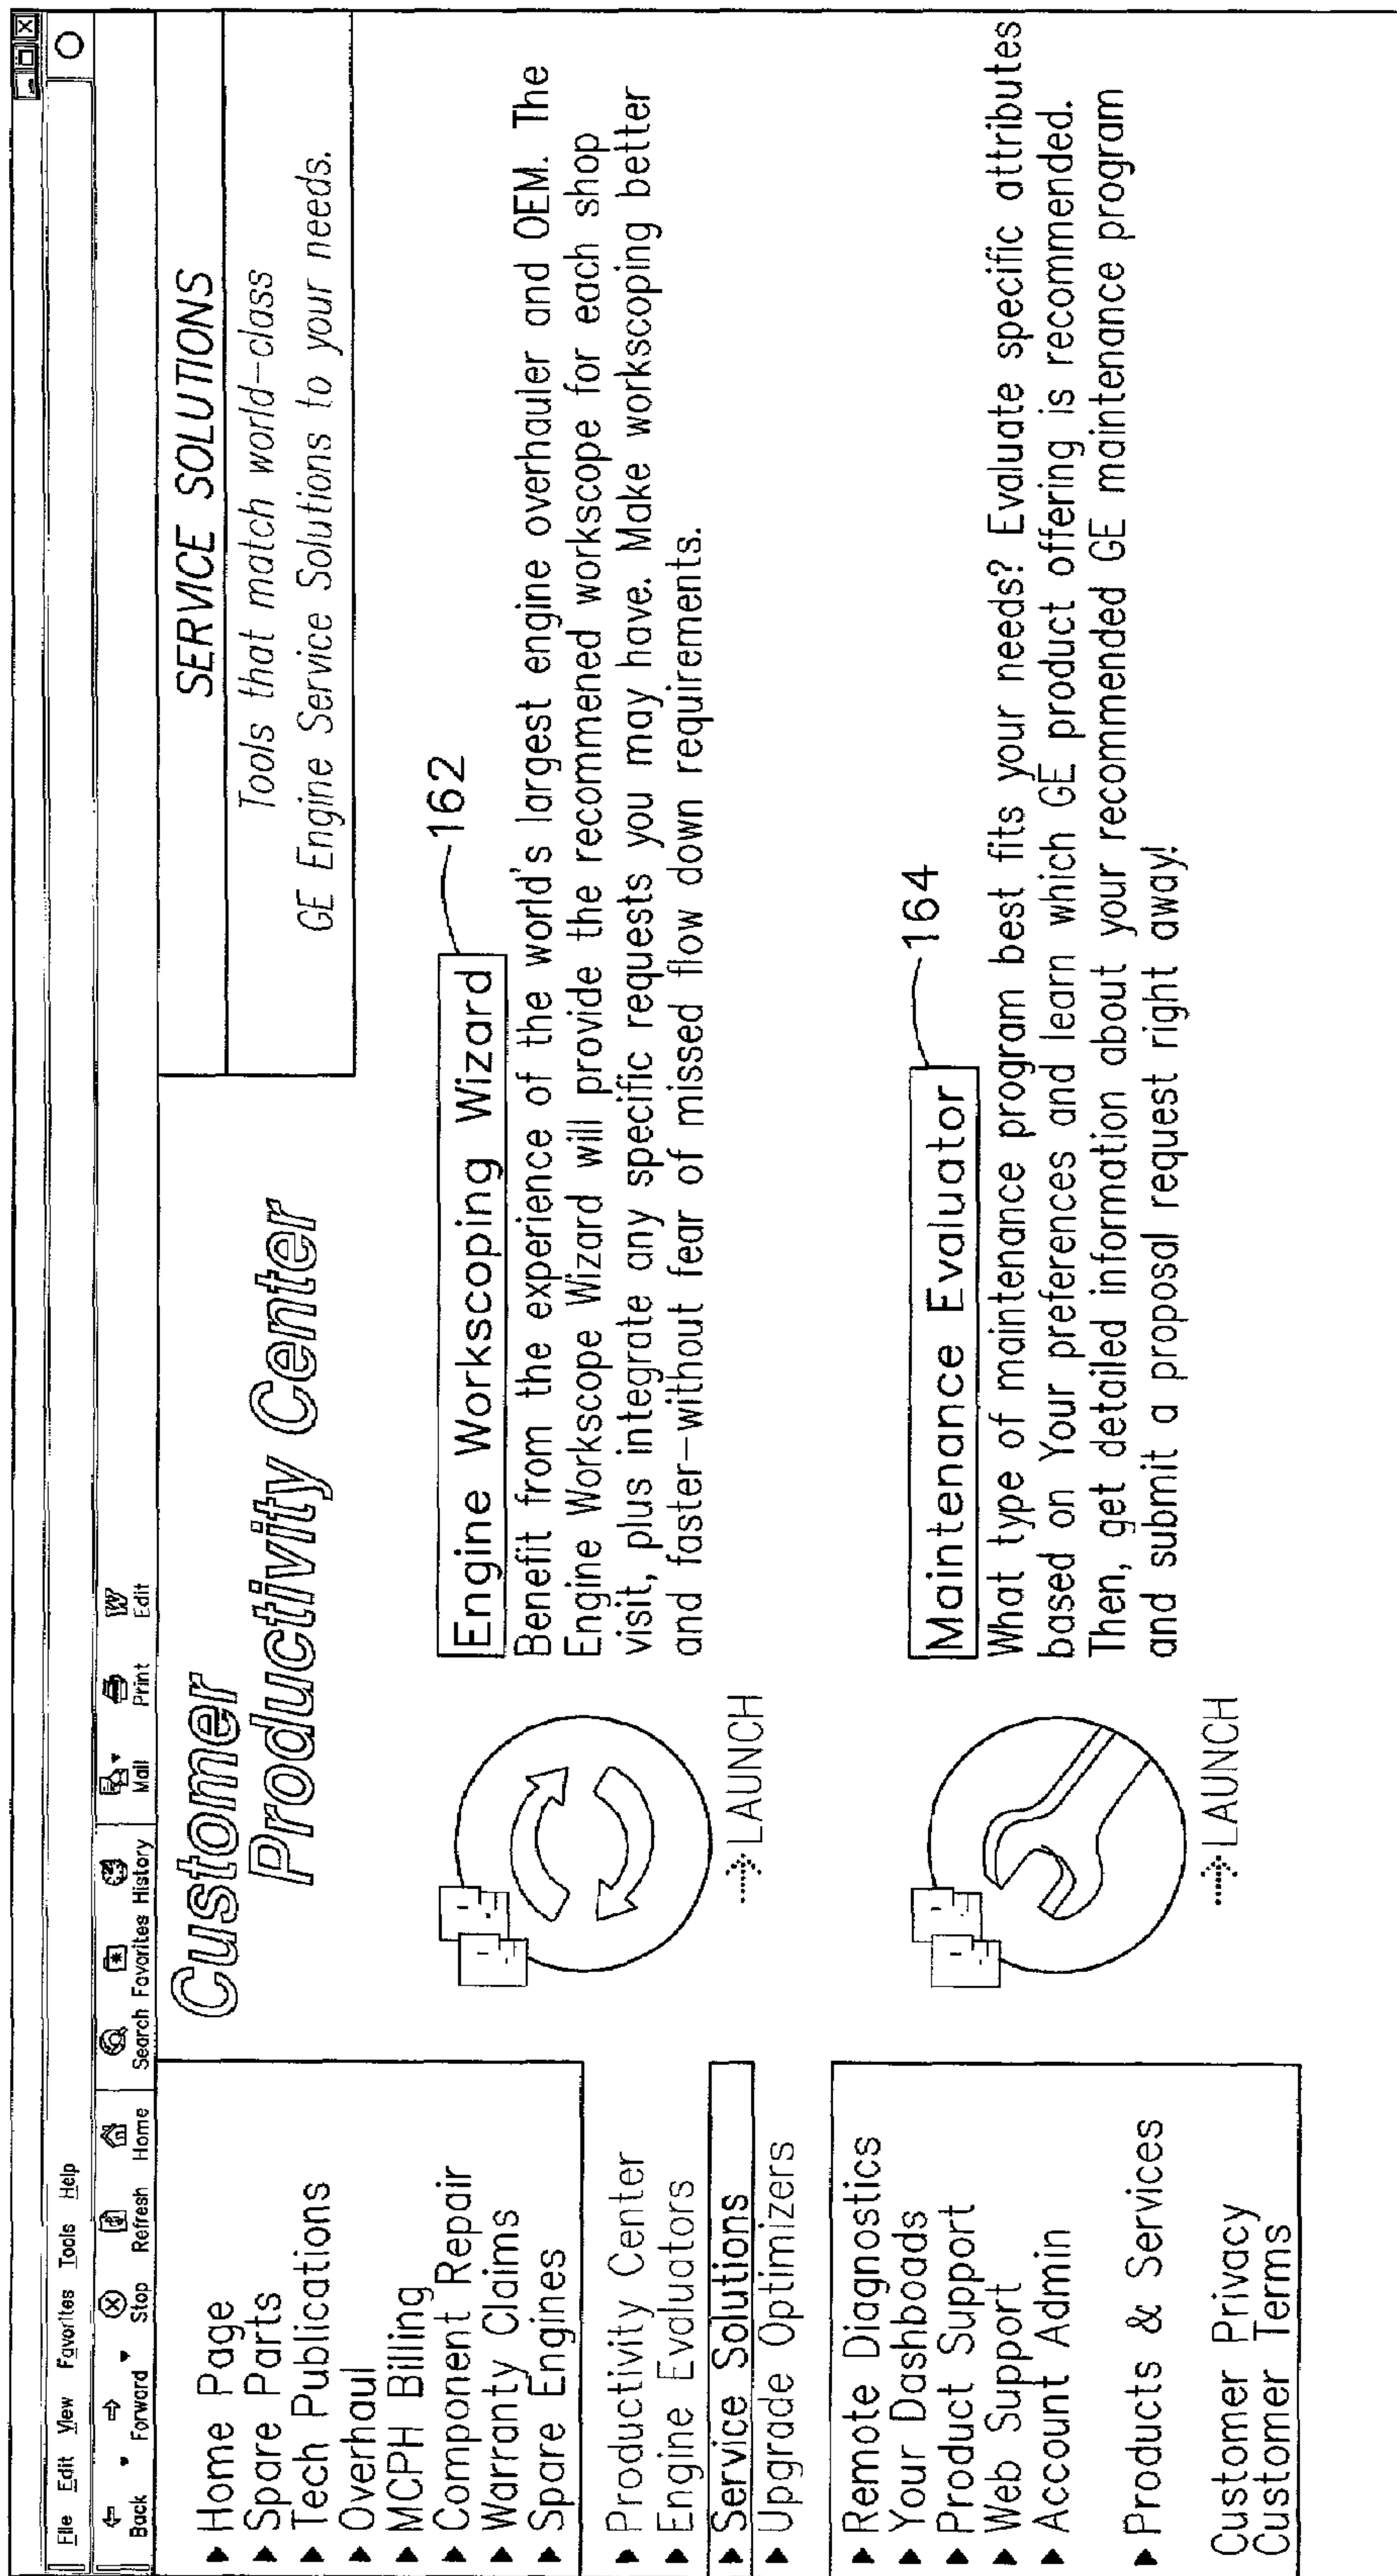 File Edit View Favorites Tools Help
Back Forward Stop Refresh Home Search Favorites History Mail Print Edit
Customer
Productivity Center
SERVICE SOLUTIONS
Tools that match world-class
GE Engine Service Solutions to your needs.
Home Page
Spare Parts
Tech Publications
Overhaul
MCPH Billing
Component Repair
Warranty Claims
Spare Engines
Productivity Center
Engine Evaluators
Service Solutions
Upgrade Optimizers
Remote Diagnostics
Your Dashboads
Product Support
Web Support
Account Admin
Products & Services
Customer Privacy
Customer Terms
Engine Workscoping Wizard
162
Benefit from the experience of the world's largest engine overhauler and OEM. The
Engine Workscope Wizard will provide the recommened workscope for each shop
visit, plus integrate any specific requests you may have. Make workscoping better
and faster-without fear of missed flow down requirements.
LAUNCH
Maintenance Evaluator
164
What type of maintenance program best fits your needs? Evaluate specific attributes
based on Your preferences and learn which GE product offering is recommended.
Then, get detailed information about your recommended GE maintenance program
and submit a proposal request right away!
LAUNCH